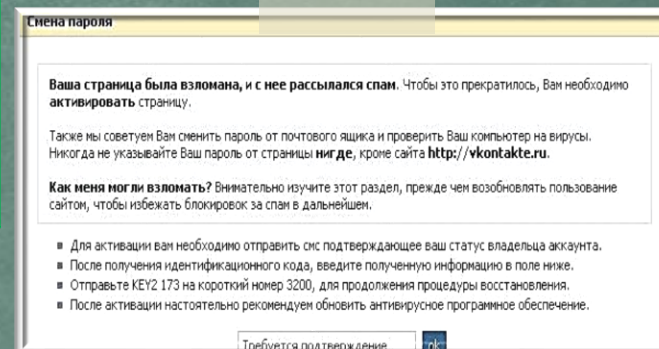 Смена пароля
Ваша страница была взломана, и с нее рассылался спам. Чтобы это прекратилось, Вам необходимо
активировать страницу.
Также мы советуем Вам сменить пароль от почтового ящика и проверить Ваш компьютер на вирусы.
Никогда не указывайте Ваш пароль от страницы нигде, кроме сайта http://vkontakte.ru.
Как меня могли взломать? Внимательно изучите этот раздел, прежде чем возобновлять пользование
сайтом, чтобы избежать блокировок за спам в дальнейшем.
Для активации вам необходимо отправить смс подтверждающее ваш статус владельца аккаунта.
После получения идентификационного кода, введите полученную информацию в поле ниже.
Отправьте KEY2 173 на короткий номер 3200, для продолжения процедуры восстановления.
После активации настоятельно рекомендуем обновить антивирусное программное обеспечение.
Требуется подтверждение ok